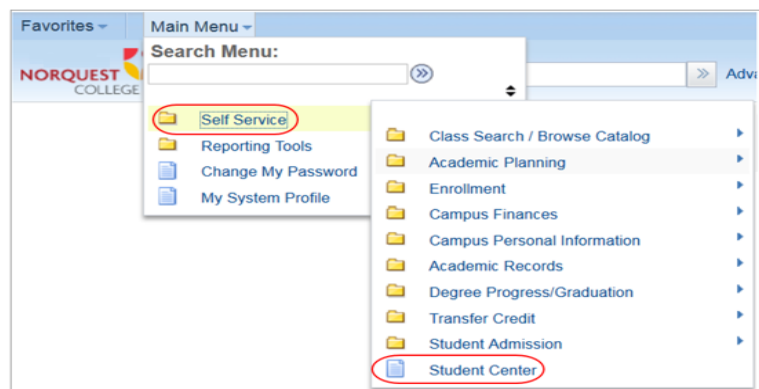 Favorites
Main Menu
Search Menu:
NORQUEST
COLLEGE
Self Service
Reporting Tools
Change My Password
My System Profile
Class Search / Browse Catalog
Academic Planning
Enrollment
Campus Finances
Campus Personal Information
Academic Records
Degree Progress/Graduation
Transfer Credit
Student Admission
Student Center